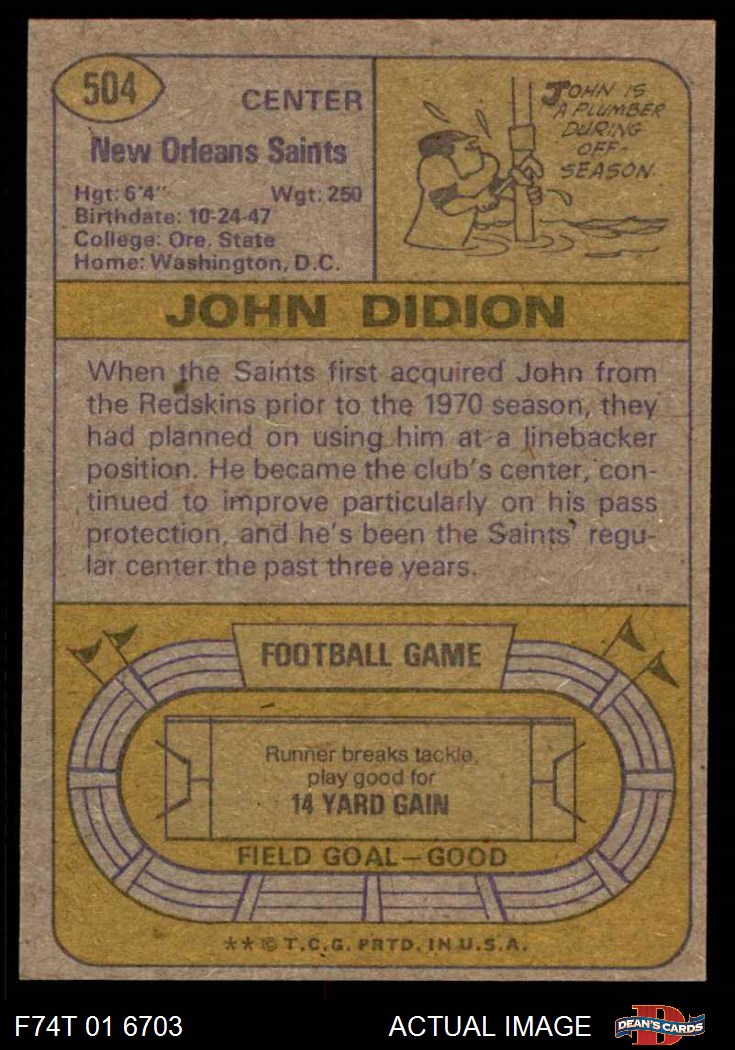 504
CENTER
New Orleans Saints
Hgt: 6'4" Wgt: 250
Birthdate: 10-24-47
College: Ore. State
Home: Washington, D.C.
JOHN IS
A PLUMBER
DURING
OFF-
SEASON.
JOHN DIDION
When the Saints first acquired John from
the Redskins prior to the 1970 season, they
had planned on using him at a linebacker
position. He became the club's center, con-
tinued to improve particularly on his pass
protection, and he's been the Saints' regu-
lar center the past three years.
FOOTBALL GAME
Runner breaks tackle,
play good for
14 YARD GAIN
FIELD GOAL—GOOD
**© T.C.G. PRTD. IN U.S.A.
F74T 01 6703 ACTUAL IMAGE
D
DEAN'S CARDS